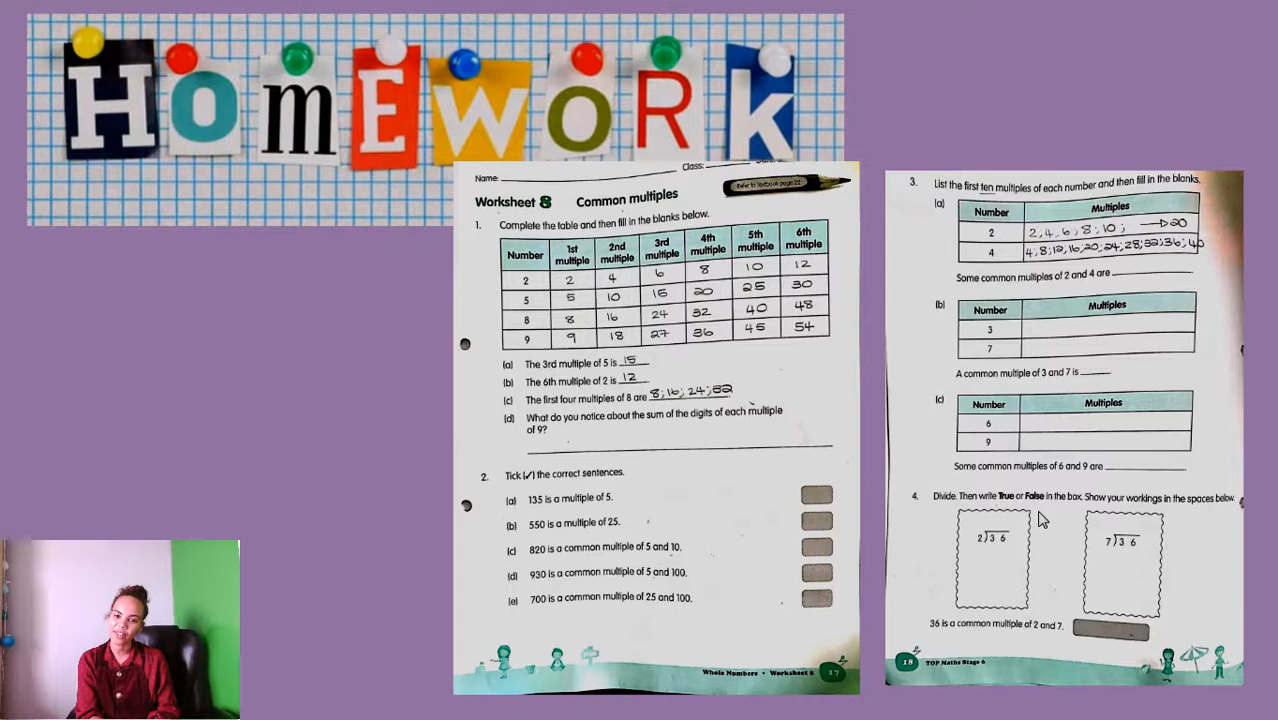 HOmEWORK
Name: Class:
Refer to Textbook page 22
Worksheet 8 Common multiples
1. Complete the table and then fill in the blanks below.
Number 1st multiple 2nd multiple 3rd multiple 4th multiple 5th multiple 6th multiple
2 2 4 6 8 10 12
5 5 10 15 20 25 30
8 8 16 24 32 40 48
9 9 18 27 36 45 54
(a) The 3rd multiple of 5 is 15
(b) The 6th multiple of 2 is 12
(c) The first four multiples of 8 are 8; 16; 24; 32
(d) What do you notice about the sum of the digits of each multiple
of 9?
2. Tick (✓) the correct sentences.
(a) 135 is a multiple of 5.
(b) 550 is a multiple of 25.
(c) 820 is a common multiple of 5 and 10.
(d) 930 is a common multiple of 5 and 100.
(e) 700 is a common multiple of 25 and 100.
Whole Numbers • Worksheet 8 17
3. List the first ten multiples of each number and then fill in the blanks.
(a) Number Multiples
2 2, 4, 6, 8, 10, → 20
4 4, 8, 12, 16, 20, 24, 28, 32, 36, 40
Some common multiples of 2 and 4 are
(b) Number Multiples
3
7
A common multiple of 3 and 7 is
(c) Number Multiples
6
9
Some common multiples of 6 and 9 are
4. Divide. Then write True or False in the box. Show your workings in the spaces below.
2)3 6 7)3 6
36 is a common multiple of 2 and 7.
18 TOP Maths Stage 6